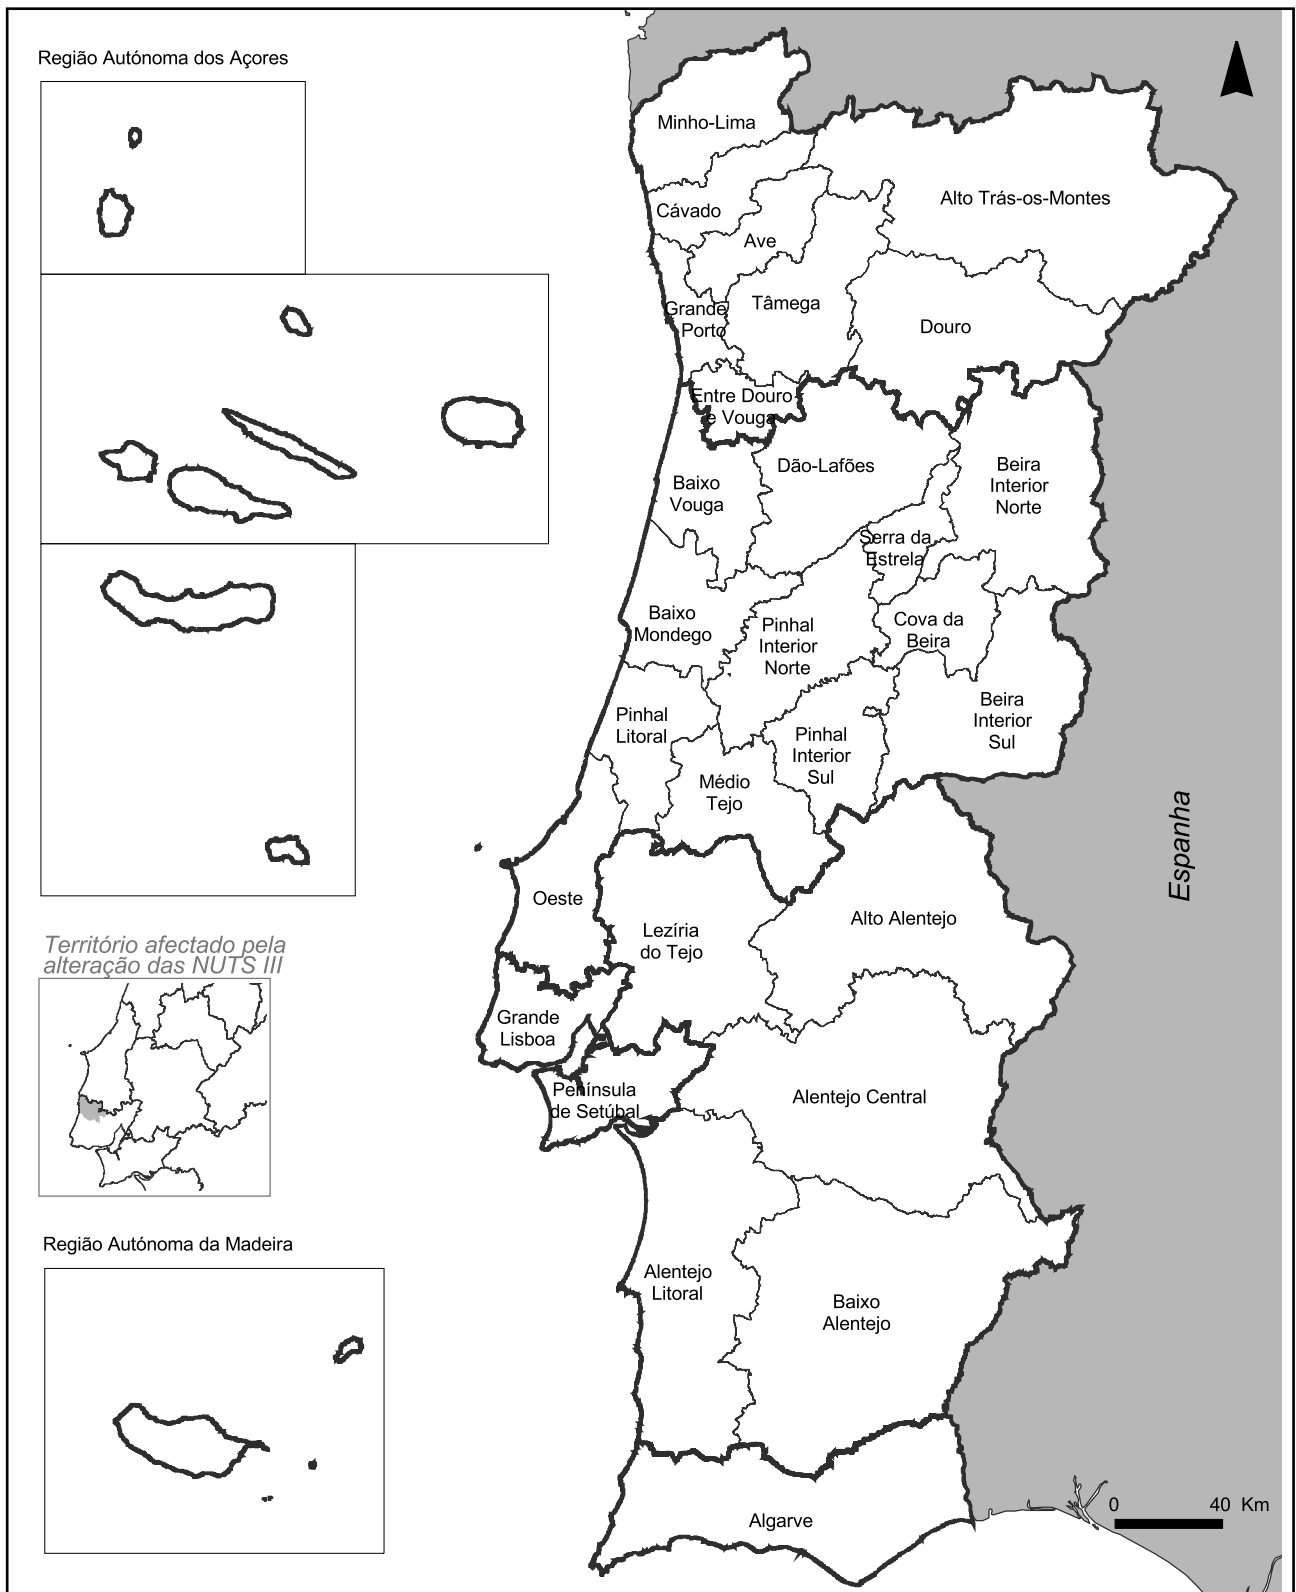 Região Autónoma dos Açores
Minho-Lima
Alto Trás-os-Montes
Cávado
Ave
Tâmega
Grande
Porto
Douro
Entre Douro
e Vouga
Dão-Lafões
Baixo
Vouga
Beira
Interior
Norte
Serra da
Estrela
Baixo
Mondego
Pinhal
Interior
Norte
Cova da
Beira
Pinhal
Litoral
Beira
Interior
Sul
Pinhal
Interior
Sul
Médio
Tejo
Espanha
Oeste
Lezíria
do Tejo
Alto Alentejo
Território afectado pela
alteração das NUTS III
Grande
Lisboa
Península
de Setúbal
Alentejo Central
Região Autónoma da Madeira
Alentejo
Litoral
Baixo
Alentejo
Algarve
0 40 Km